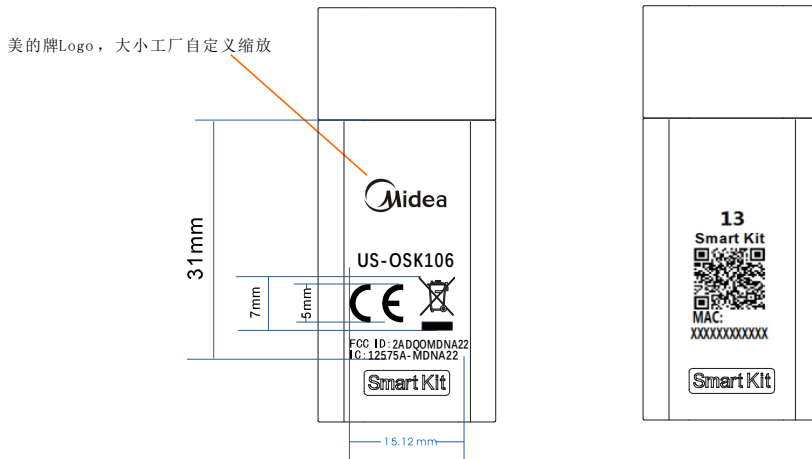 美的牌Logo，大小工厂自定义缩放
Midea
31mm
US-OSK106
7mm
5mm
CE
FCC ID:2ADQOMDNA22
IC:12575A-MDNA22
Smart Kit
15.12mm
13
Smart Kit
MAC:
XXXXXXXXXXXX
Smart Kit